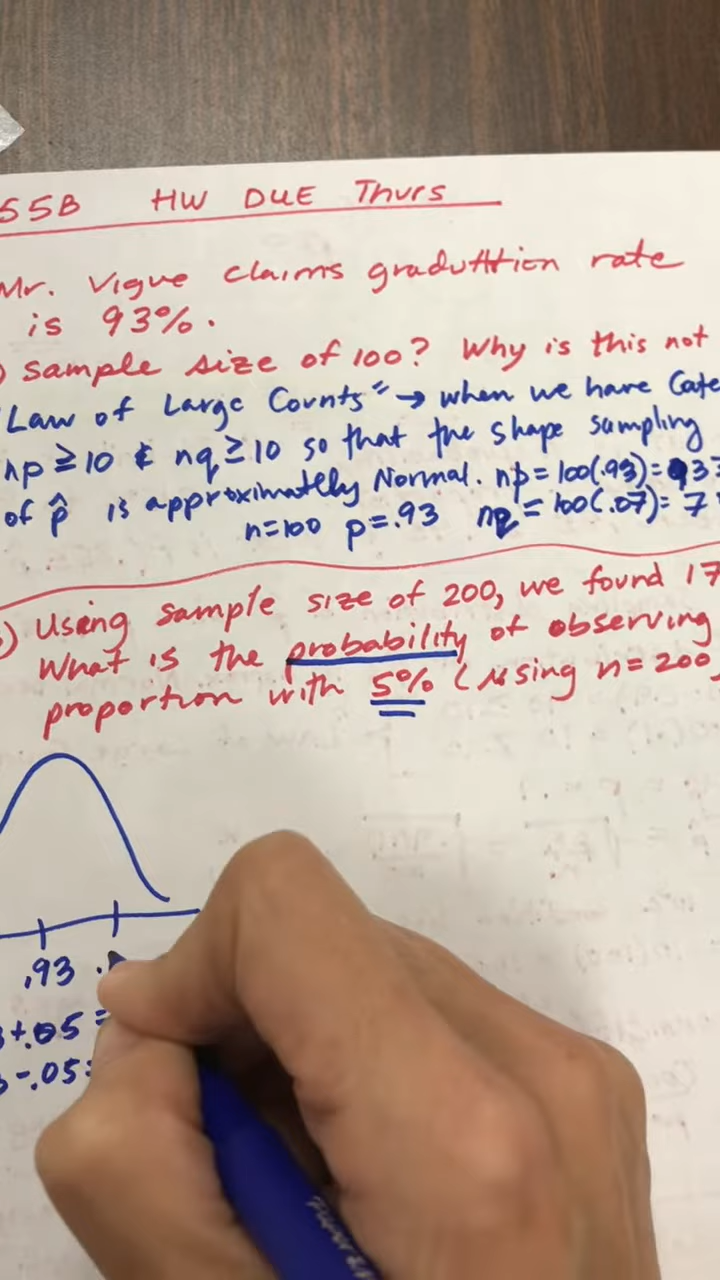 55B HW DUE Thurs
Mr. Vigue claims graduttion rate
is 93%.
) Sample size of 100? Why is this not
"Law of Large Counts" → when we have Cate
np ≥ 10 & nq ≥ 10 so that the shape sampling
of p̂ is approximately Normal. np = 100(.93) = 93
n=100 p=.93 nq = 100(.07) = 7
) Using sample size of 200, we found 17
What is the probability of observing
proportion with 5% (using n=200
.93
+.05 =
-.05=